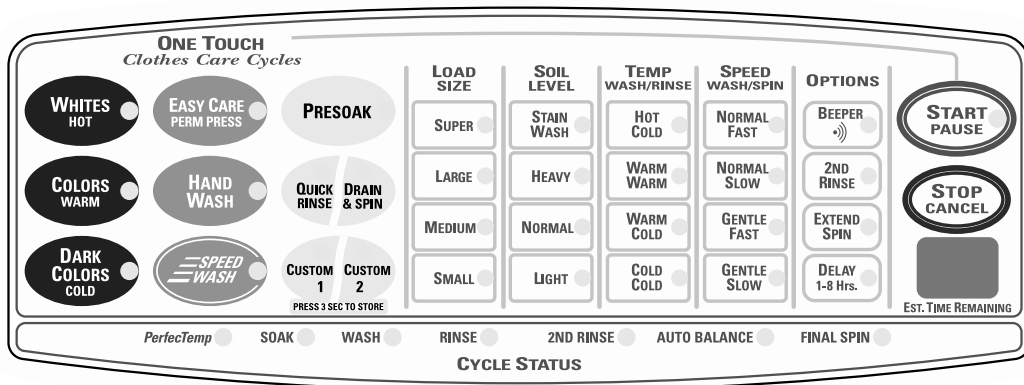 ONE TOUCH
Clothes Care Cycles
WHITES
HOT
EASY CARE
PERM PRESS
PRESOAK
COLORS
WARM
HAND
WASH
QUICK
RINSE
DRAIN
& SPIN
DARK
COLORS
COLD
SPEED
WASH
CUSTOM
1
CUSTOM
2
PRESS 3 SEC TO STORE
LOAD
SIZE
SUPER
LARGE
MEDIUM
SMALL
SOIL
LEVEL
STAIN
WASH
HEAVY
NORMAL
LIGHT
TEMP
WASH/RINSE
HOT
COLD
WARM
WARM
WARM
COLD
COLD
COLD
SPEED
WASH/SPIN
NORMAL
FAST
NORMAL
SLOW
GENTLE
FAST
GENTLE
SLOW
OPTIONS
BEEPER
2ND
RINSE
EXTEND
SPIN
DELAY
1-8 Hrs.
START
PAUSE
STOP
CANCEL
EST. TIME REMAINING
PerfecTemp SOAK WASH RINSE 2ND RINSE AUTO BALANCE FINAL SPIN
CYCLE STATUS